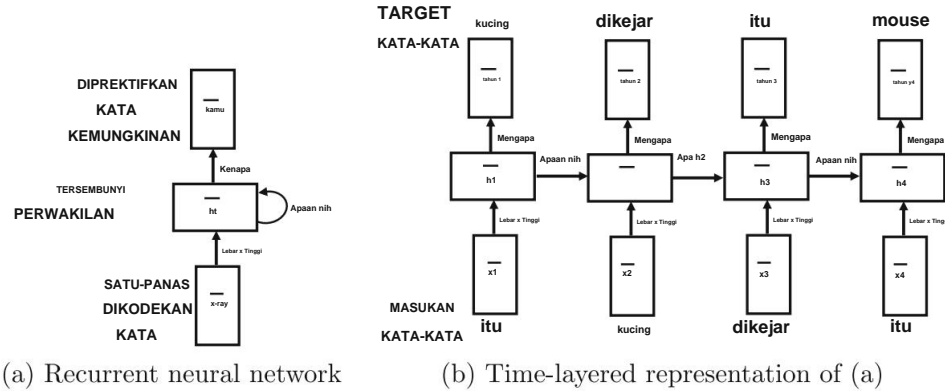 TARGET
KATA-KATA
kucing
dikejar
itu
mouse
tahun 1
tahun 2
tahun 3
tahun y4
DIPREKTIFKAN
KATA
KEMUNGKINAN
kamu
Kenapa
Mengapa
Mengapa
Mengapa
Mengapa
TERSEMBUNYI
PERWAKILAN
ht
Apaan nih
h1
Apaan nih
Apa h2
h3
Apaan nih
h4
Lebar x Tinggi
Lebar x Tinggi
Lebar x Tinggi
Lebar x Tinggi
Lebar x Tinggi
SATU-PANAS
DIKODEKAN
KATA
x-ray
x1
x2
x3
x4
MASUKAN
KATA-KATA
itu
kucing
dikejar
itu
(a) Recurrent neural network
(b) Time-layered representation of (a)